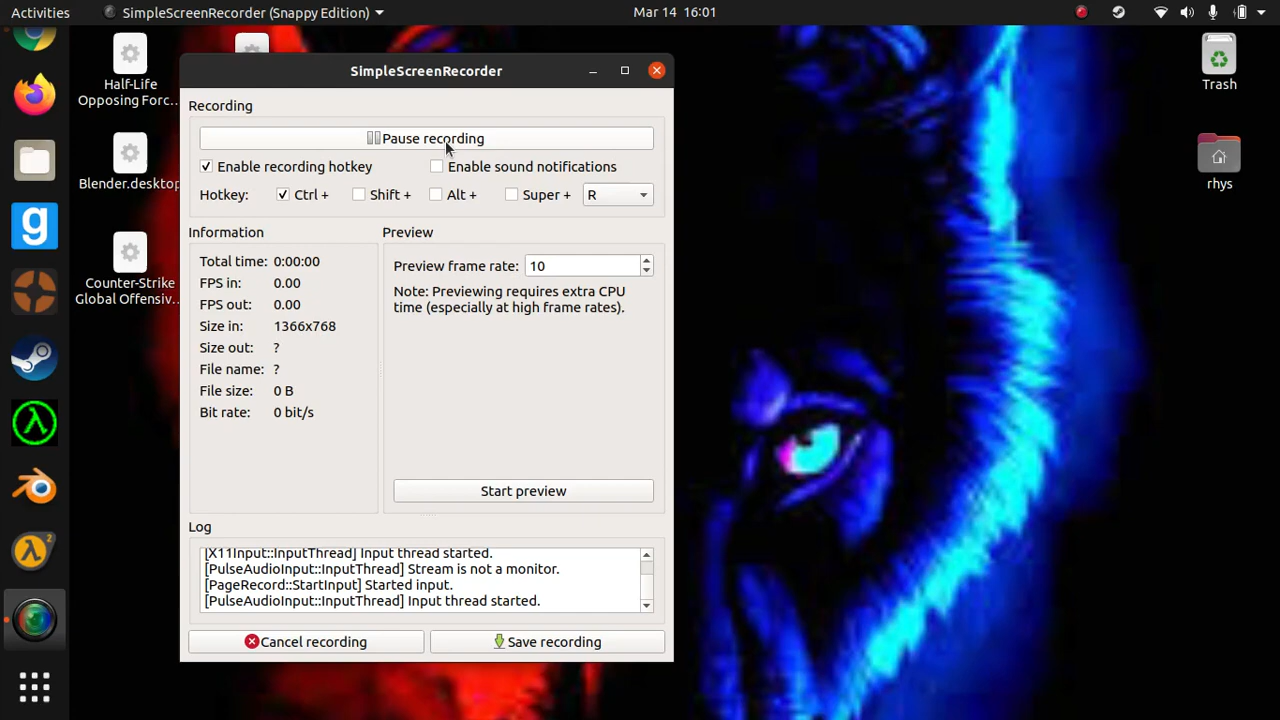 Activities
SimpleScreenRecorder (Snappy Edition)
Mar 14 16:01
Half-Life
Opposing Forc...
Blender.desktop
Counter-Strike
Global Offensiv...
Trash
rhys
SimpleScreenRecorder
Recording
Pause recording
Enable recording hotkey
Enable sound notifications
Hotkey:
Ctrl +
Shift +
Alt +
Super +
R
Information
Total time: 0:00:00
FPS in: 0.00
FPS out: 0.00
Size in: 1366x768
Size out: ?
File name: ?
File size: 0 B
Bit rate: 0 bit/s
Preview
Preview frame rate: 10
Note: Previewing requires extra CPU
time (especially at high frame rates).
Start preview
Log
[X11Input::InputThread] Input thread started.
[PulseAudioInput::InputThread] Stream is not a monitor.
[PageRecord::StartInput] Started input.
[PulseAudioInput::InputThread] Input thread started.
Cancel recording
Save recording